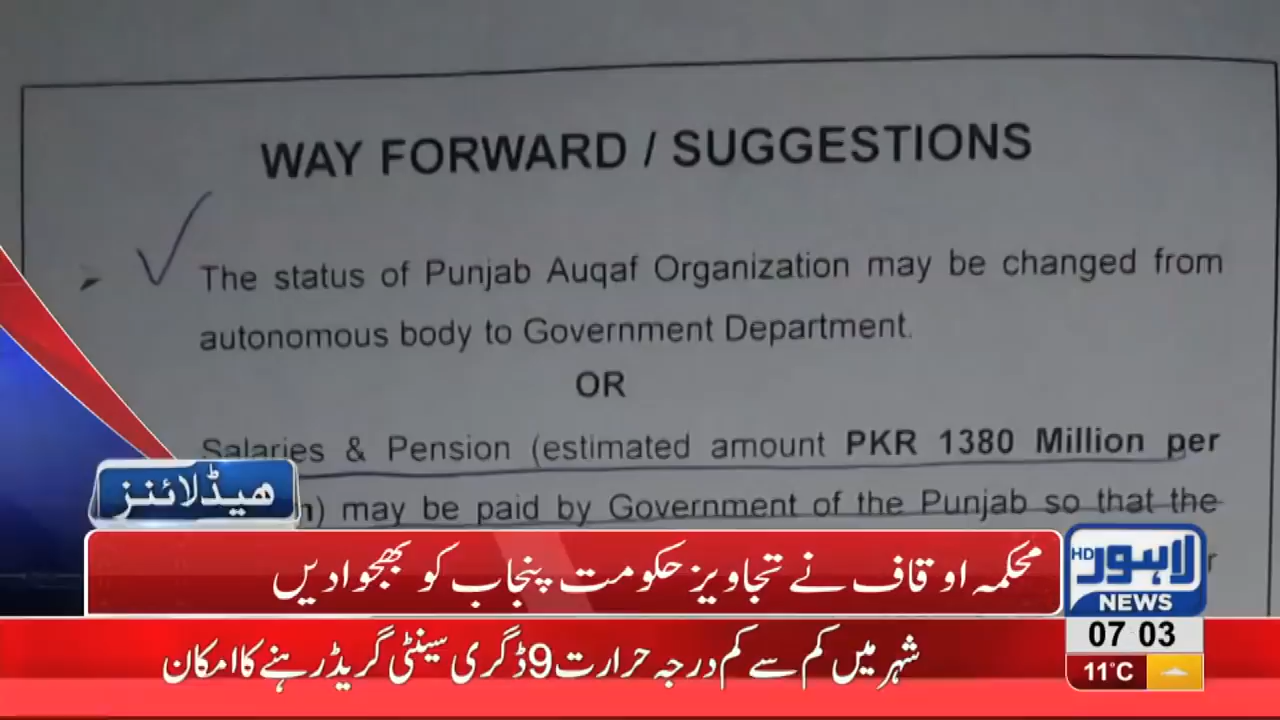 WAY FORWARD / SUGGESTIONS
The status of Punjab Auqaf Organization may be changed from
autonomous body to Government Department.
OR
Salaries & Pension (estimated amount PKR 1380 Million per
may be paid by Government of the Punjab so that the
ھیڈلائنز
محکمہ اوقاف نے تجاویز حکومت پنجاب کو بھجوا دیں
HD لاہور
NEWS
07 03
11°C
شہر میں کم سے کم درجہ حرارت 9 ڈگری سینٹی گریڈ رہنے کا امکان